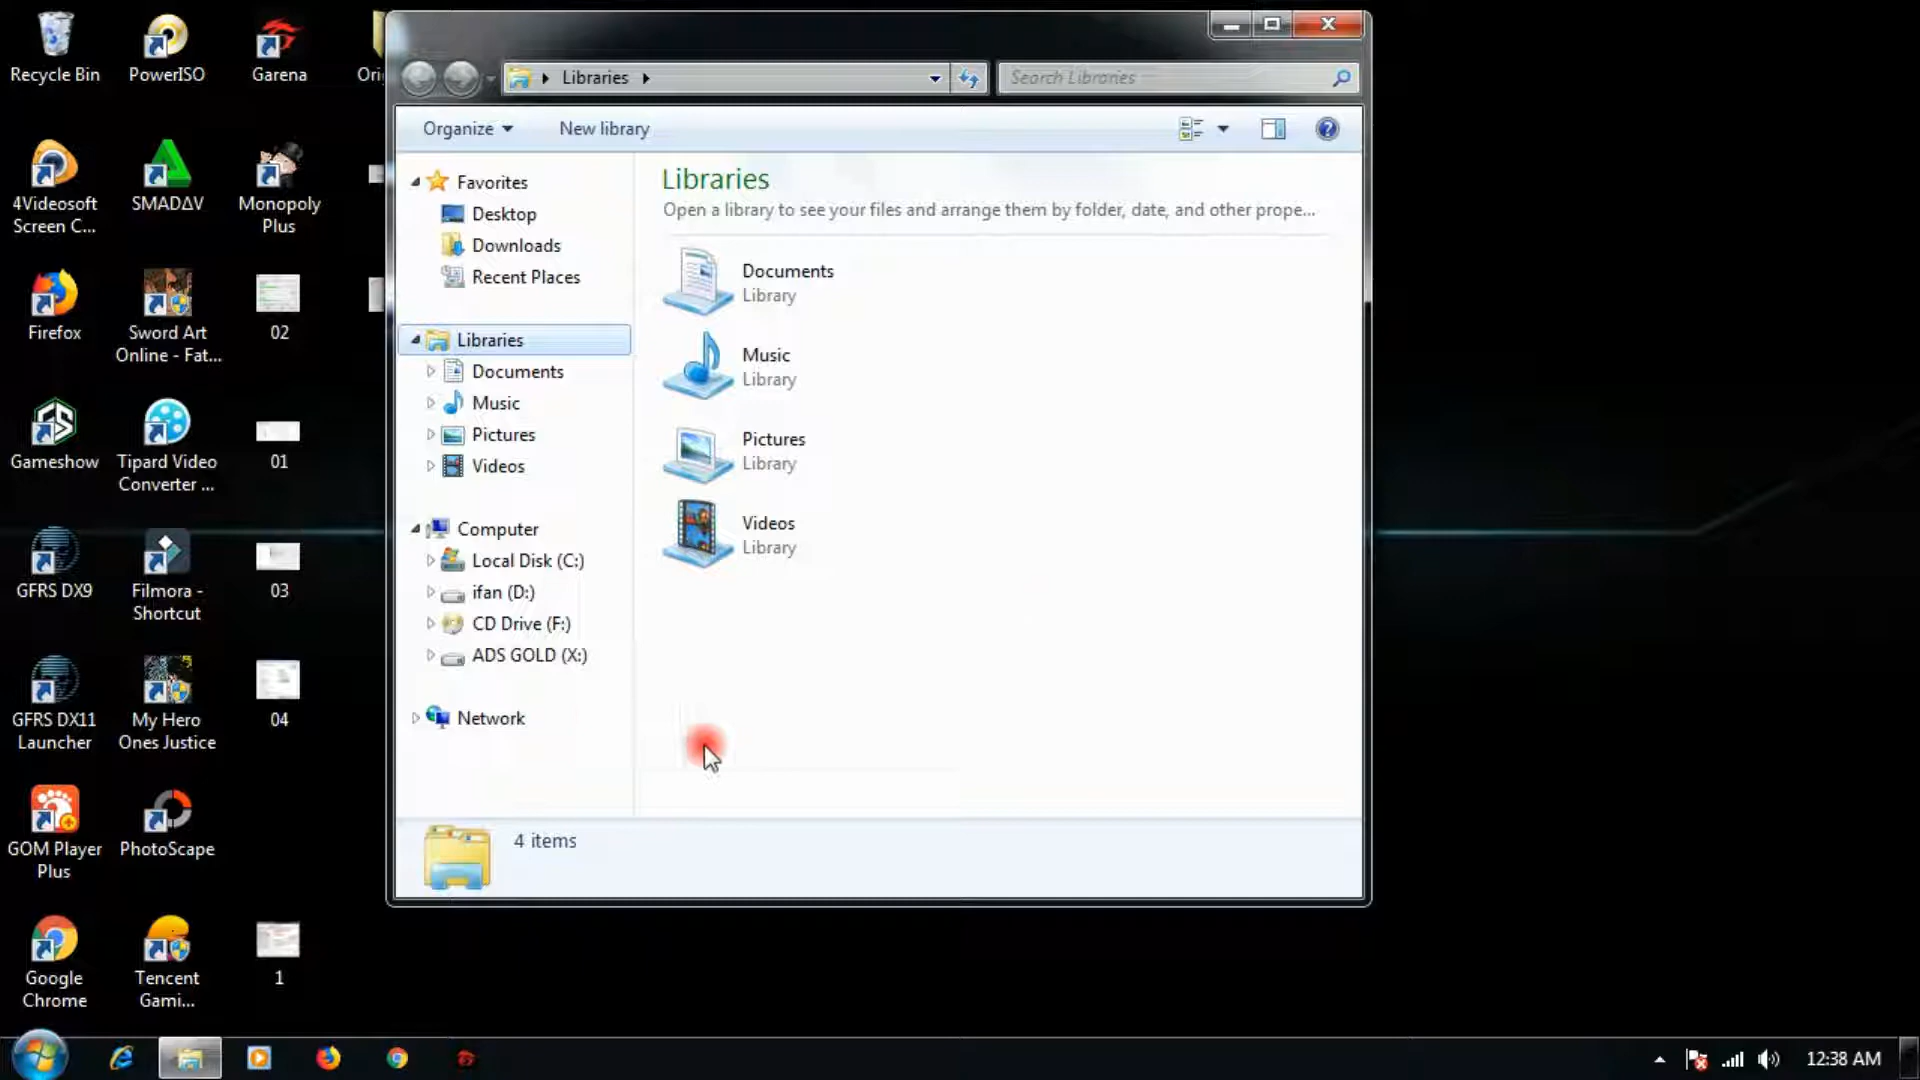 Recycle Bin
PowerISO
Garena
4Videosoft
Screen C...
SMADΔV
Monopoly
Plus
Firefox
Sword Art
Online - Fat...
02
Gameshow
Tipard Video
Converter ...
01
GFRS DX9
Filmora -
Shortcut
03
GFRS DX11
Launcher
My Hero
Ones Justice
04
GOM Player
Plus
PhotoScape
Google
Chrome
Tencent
Gami...
1
Ori
Libraries
Search Libraries
Organize
New library
Favorites
Desktop
Downloads
Recent Places
Libraries
Documents
Music
Pictures
Videos
Computer
Local Disk (C:)
ifan (D:)
CD Drive (F:)
ADS GOLD (X:)
Network
Libraries
Open a library to see your files and arrange them by folder, date, and other prope...
Documents
Library
Music
Library
Pictures
Library
Videos
Library
4 items
12:38 AM